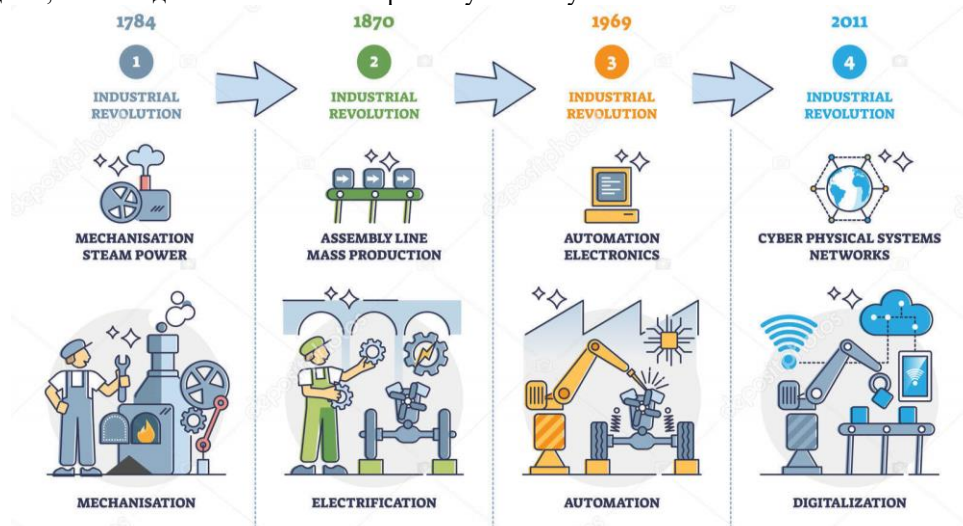 1784
1
INDUSTRIAL
REVOLUTION
1870
2
INDUSTRIAL
REVOLUTION
1969
3
INDUSTRIAL
REVOLUTION
2011
4
INDUSTRIAL
REVOLUTION
MECHANISATION
STEAM POWER
ASSEMBLY LINE
MASS PRODUCTION
AUTOMATION
ELECTRONICS
CYBER PHYSICAL SYSTEMS
NETWORKS
MECHANISATION
ELECTRIFICATION
AUTOMATION
DIGITALIZATION
depositphotos